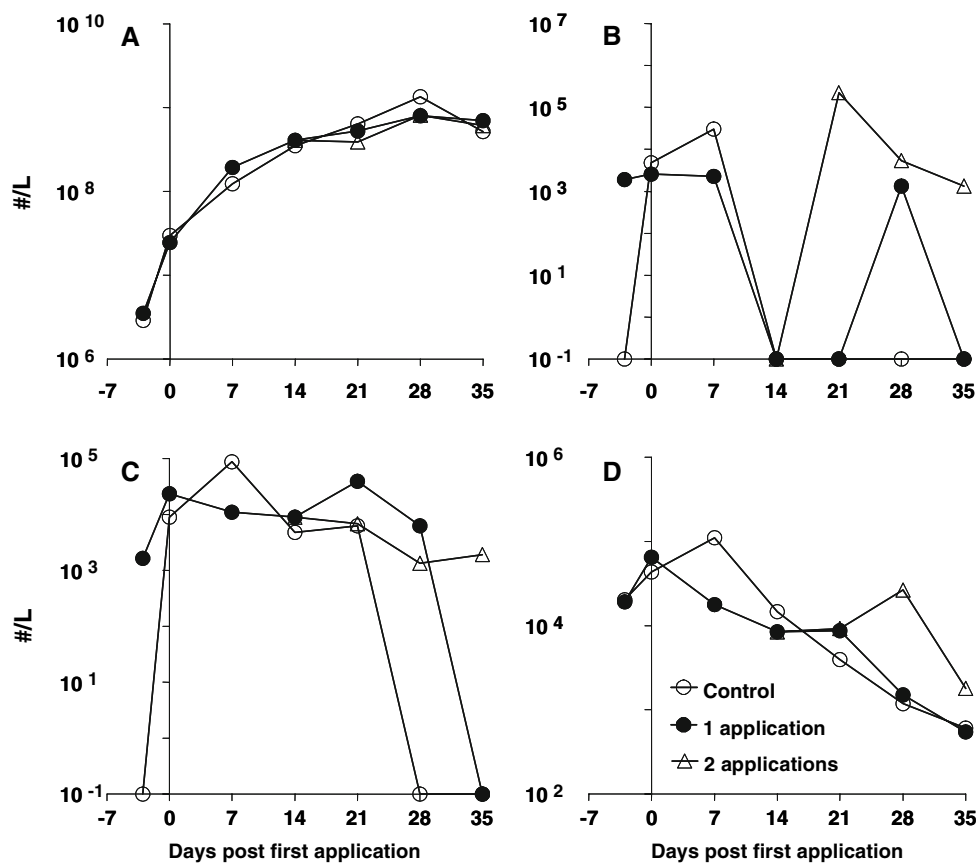 A
10 10
10 8
10 6
#/L
-7 0 7 14 21 28 35
B
10 7
10 5
10 3
10 1
10 -1
-7 0 7 14 21 28 35
C
10 5
10 3
10 1
10 -1
#/L
-7 0 7 14 21 28 35
Days post first application
D
10 6
10 4
10 2
Control
1 application
2 applications
-7 0 7 14 21 28 35
Days post first application